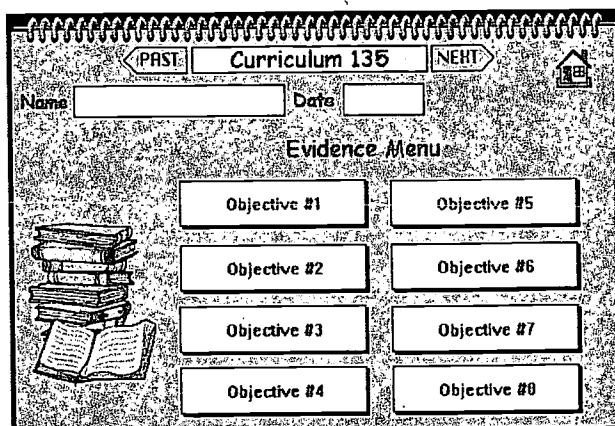 PAST Curriculum 135 NEXT
Name Date
Evidence Menu
Objective #1 Objective #5
Objective #2 Objective #6
Objective #3 Objective #7
Objective #4 Objective #8